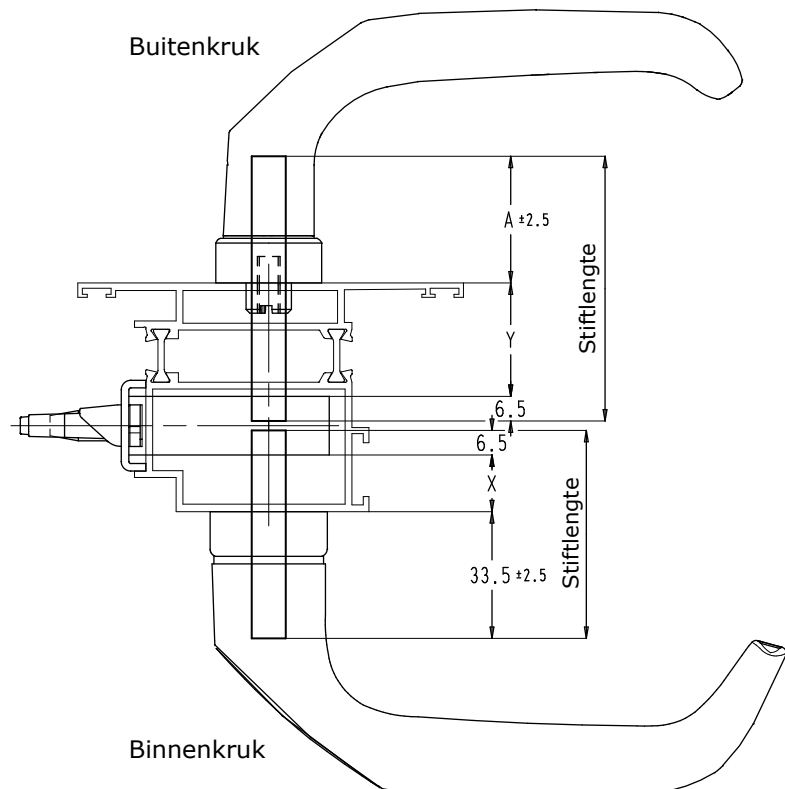 Buitenkruk
A ±2.5
Stiftlengte
Y
6.5
6.5
X
Stiftlengte
33.5 ±2.5
Binnenkruk